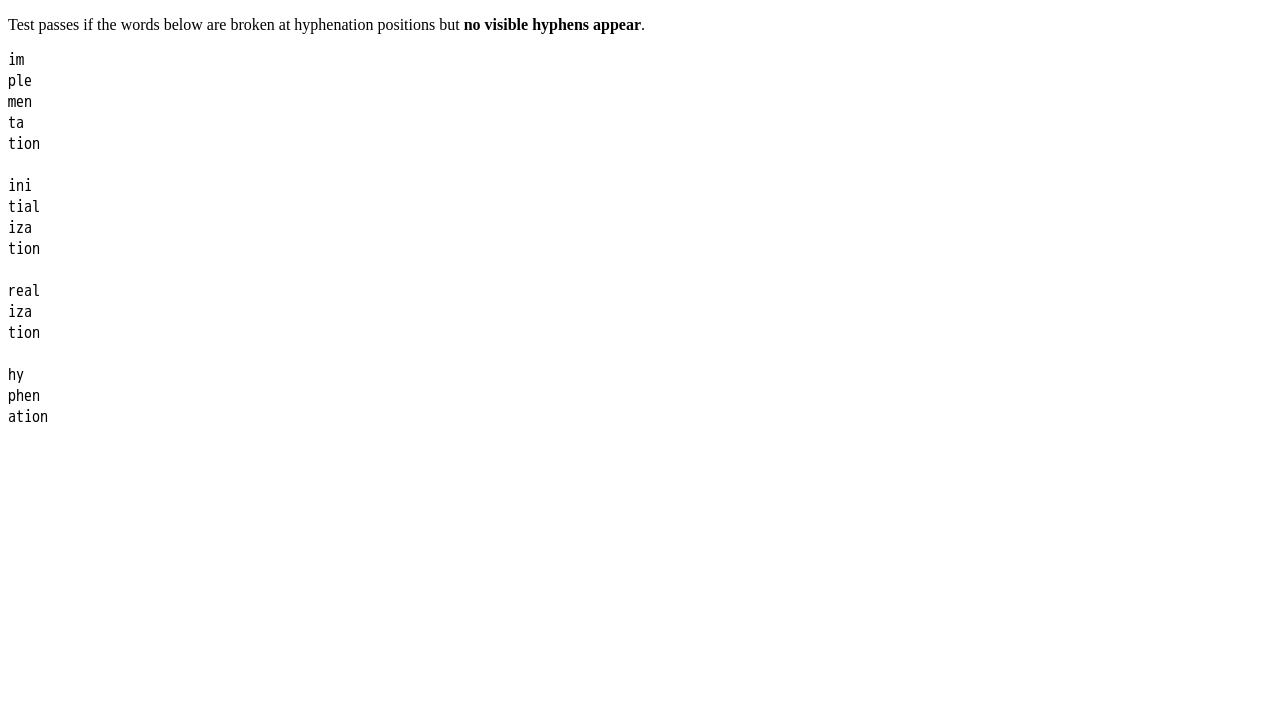 Test passes if the words below are broken at hyphenation positions but no visible hyphens appear.
im
ple
men
ta
tion
ini
tial
iza
tion
real
iza
tion
hy
phen
ation